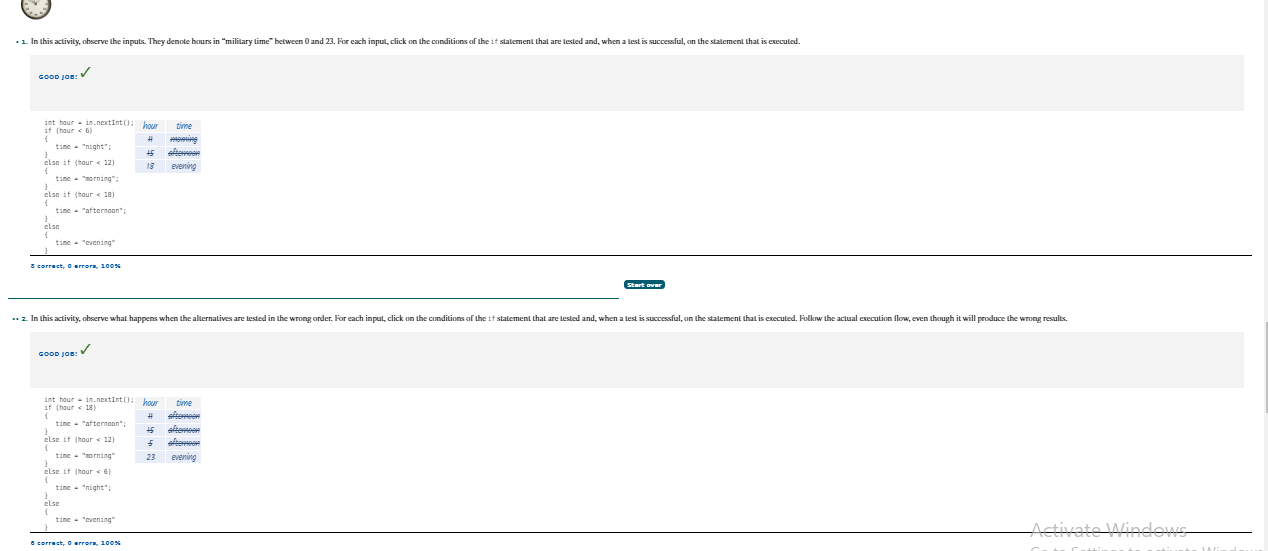 • 1. In this activity, observe the inputs. They denote hours in “military time” between 0 and 23. For each input, click on the conditions of the if statement that are tested and, when a test is successful, on the statement that is executed.
GOOD JOB! ✓
int hour = in.nextInt();
if (hour < 6)
{
time = "night";
}
else if (hour < 12)
{
time = "morning";
}
else if (hour < 18)
{
time = "afternoon";
}
else
{
time = "evening"
}
hour time
11 morning
15 afternoon
18 evening
8 correct, 0 errors, 100%
Start over
•• 2. In this activity, observe what happens when the alternatives are tested in the wrong order. For each input, click on the conditions of the if statement that are tested and, when a test is successful, on the statement that is executed. Follow the actual execution flow, even though it will produce the wrong results.
GOOD JOB! ✓
int hour = in.nextInt();
if (hour < 18)
{
time = "afternoon";
}
else if (hour < 12)
{
time = "morning"
}
else if (hour < 6)
{
time = "night";
}
else
{
time = "evening"
}
hour time
11 afternoon
15 afternoon
5 afternoon
23 evening
Activate Windows
Go to Settings to activate Windows
6 correct, 0 errors, 100%